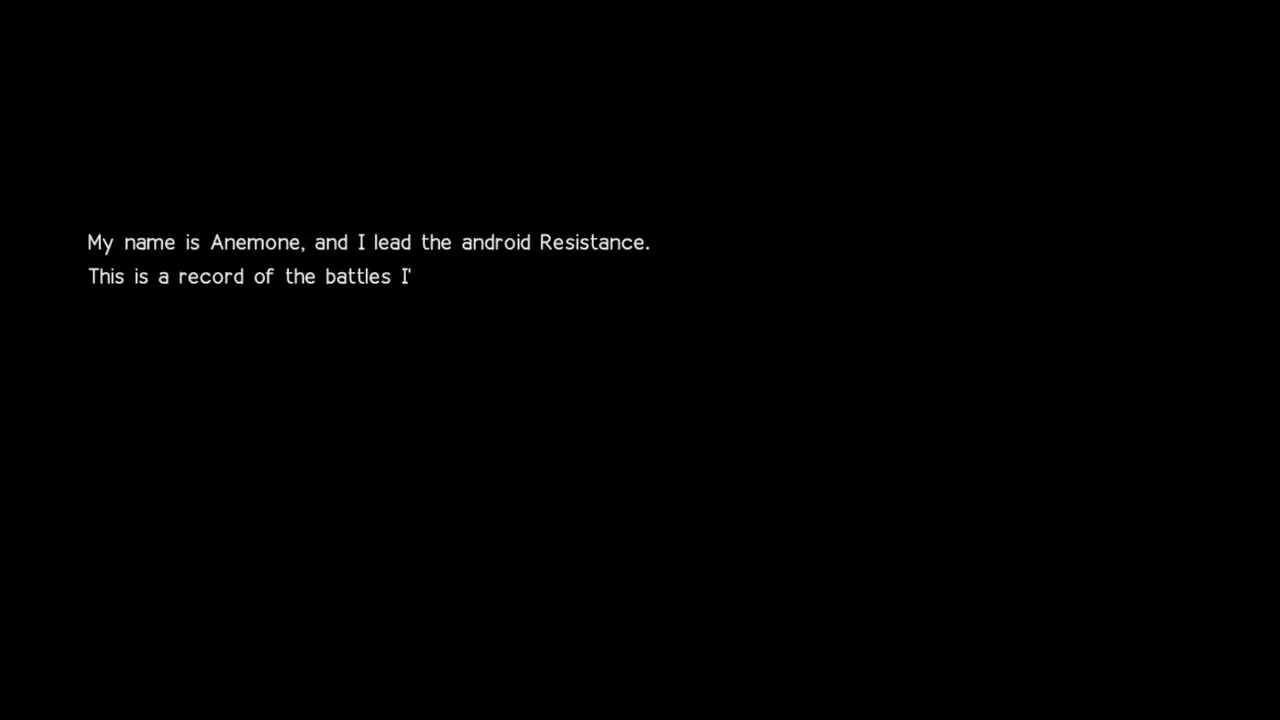 My name is Anemone, and I lead the android Resistance.
This is a record of the battles I'